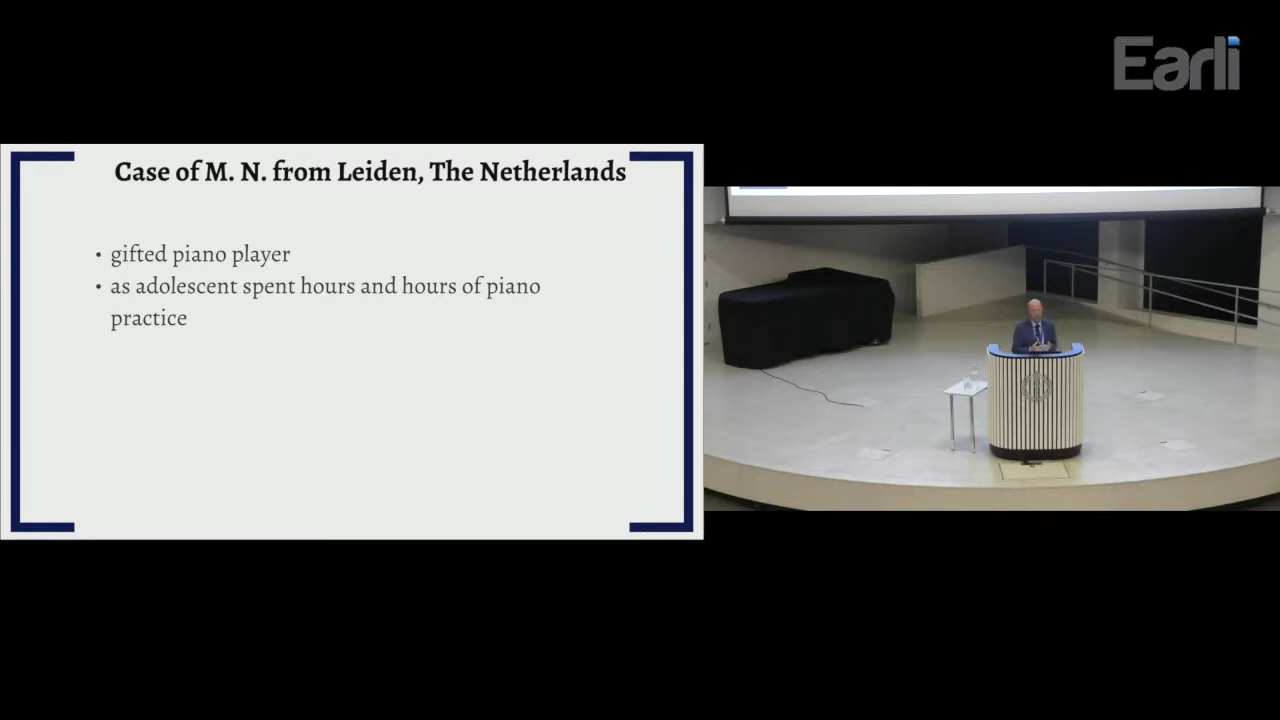 Earli
Case of M. N. from Leiden, The Netherlands
• gifted piano player
• as adolescent spent hours and hours of piano
practice